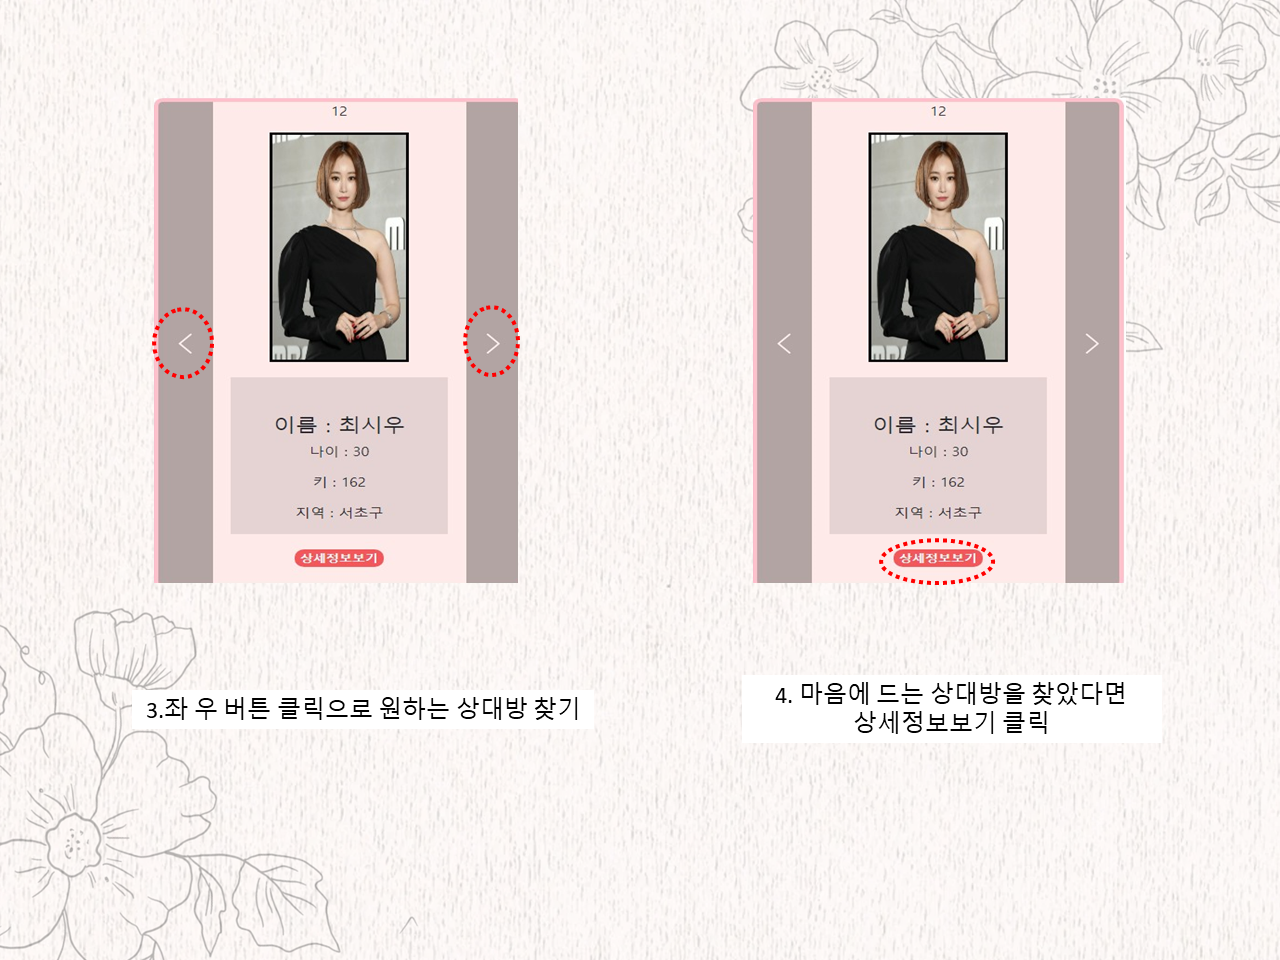 12
이름 : 최시우
나이 : 30
키 : 162
지역 : 서초구
상세정보보기
3.좌 우 버튼 클릭으로 원하는 상대방 찾기
12
이름 : 최시우
나이 : 30
키 : 162
지역 : 서초구
상세정보보기
4. 마음에 드는 상대방을 찾았다면
상세정보보기 클릭